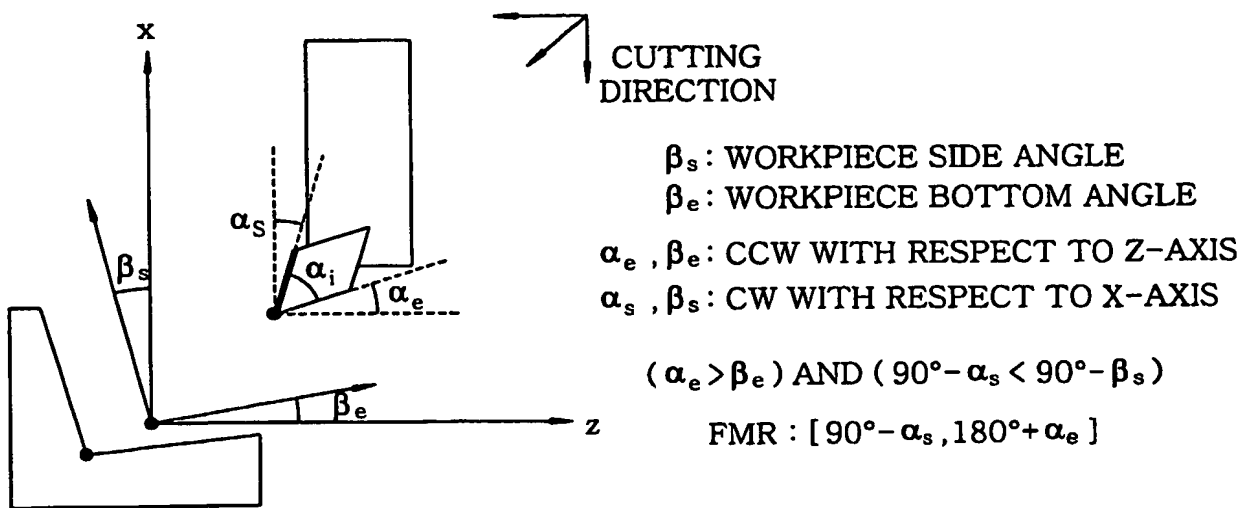 x
CUTTING
DIRECTION
βs: WORKPIECE SIDE ANGLE
βe: WORKPIECE BOTTOM ANGLE
αe , βe: CCW WITH RESPECT TO Z-AXIS
αs , βs: CW WITH RESPECT TO X-AXIS
(αe>βe) AND (90°-αs < 90°-βs)
FMR : [90°-αs,180°+αe]
αS
βs
αi
αe
βe
z